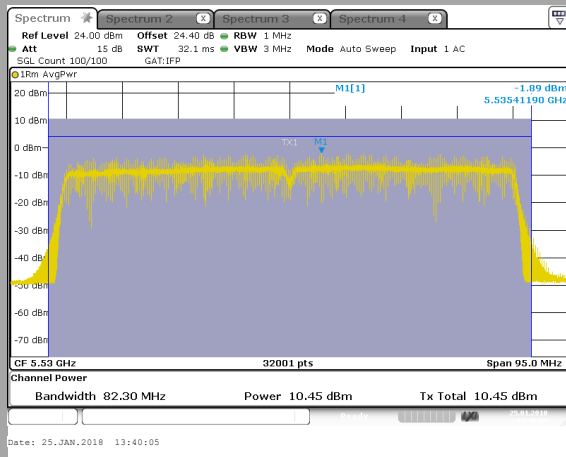 Spectrum
Spectrum 2
Spectrum 3
Spectrum 4
Ref Level 24.00 dBm Offset 24.40 dB RBW 1 MHz
Att 15 dB SWT 32.1 ms VBW 3 MHz Mode Auto Sweep Input 1 AC
SGL Count 100/100 GAT:IFP
1Rm AvgPwr
M1[1] -1.89 dBm
5.53541190 GHz
20 dBm
10 dBm
TX1 M1
0 dBm
-10 dBm
-20 dBm
-30 dBm
-40 dBm
-50 dBm
-60 dBm
-70 dBm
CF 5.53 GHz 32001 pts Span 95.0 MHz
Channel Power
Bandwidth 82.30 MHz Power 10.45 dBm Tx Total 10.45 dBm
Ready
25.01.2018
Date: 25.JAN.2018 13:40:05